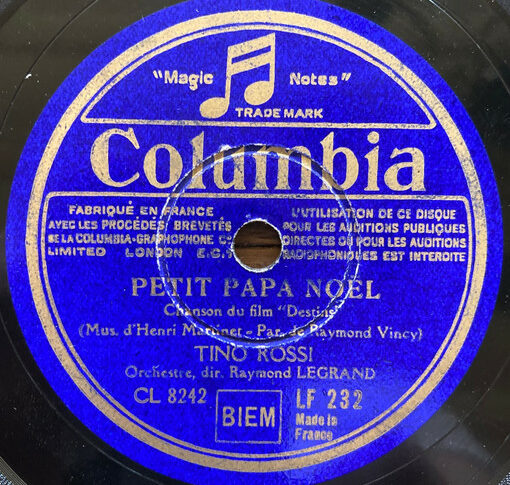 "Magic Notes"
TRADE MARK
Columbia
FABRIQUÉ EN FRANCE
AVEC LES PROCÉDÉS BREVETÉS
DE LA COLUMBIA-GRAPHOPHONE Cº
LIMITED LONDON E.C.1
L'UTILISATION DE CE DISQUE
POUR LES AUDITIONS PUBLIQUES
DIRECTES OU POUR LES AUDITIONS
RADIOPHONIQUES EST INTERDITE
PETIT PAPA NOËL
Chanson du film "Destins"
(Mus. d'Henri Martinet - Par. de Raymond Vincy)
TINO ROSSI
Orchestre, dir. Raymond LEGRAND
CL 8242
BIEM
LF 232
Made in
France